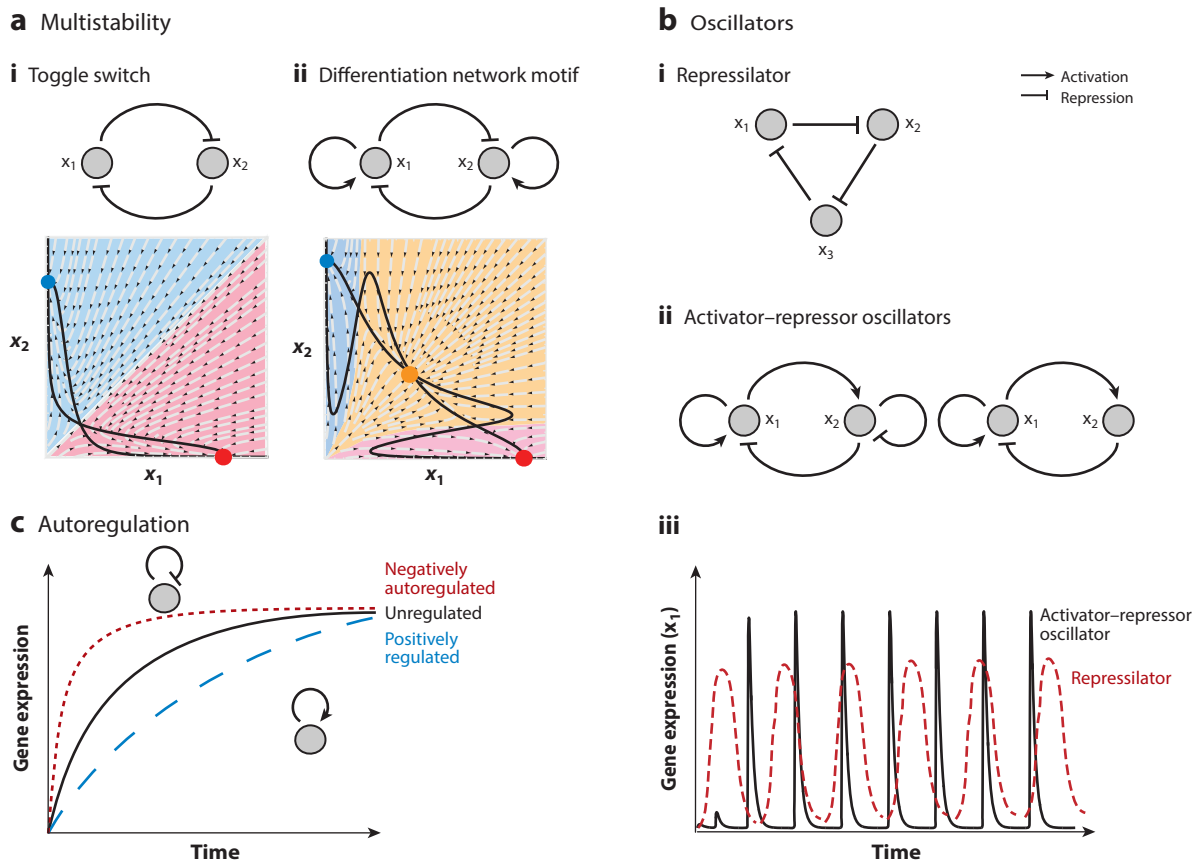 a Multistability
i Toggle switch
x1
x2
x2
x1
ii Differentiation network motif
x1
x2
x2
x1
b Oscillators
i Repressilator
Activation
Repression
x1
x2
x3
ii Activator–repressor oscillators
x1
x2
x1
x2
c Autoregulation
Gene expression
Negatively
autoregulated
Unregulated
Positively
regulated
Time
iii
Gene expression (x1)
Activator–repressor
oscillator
Repressilator
Time